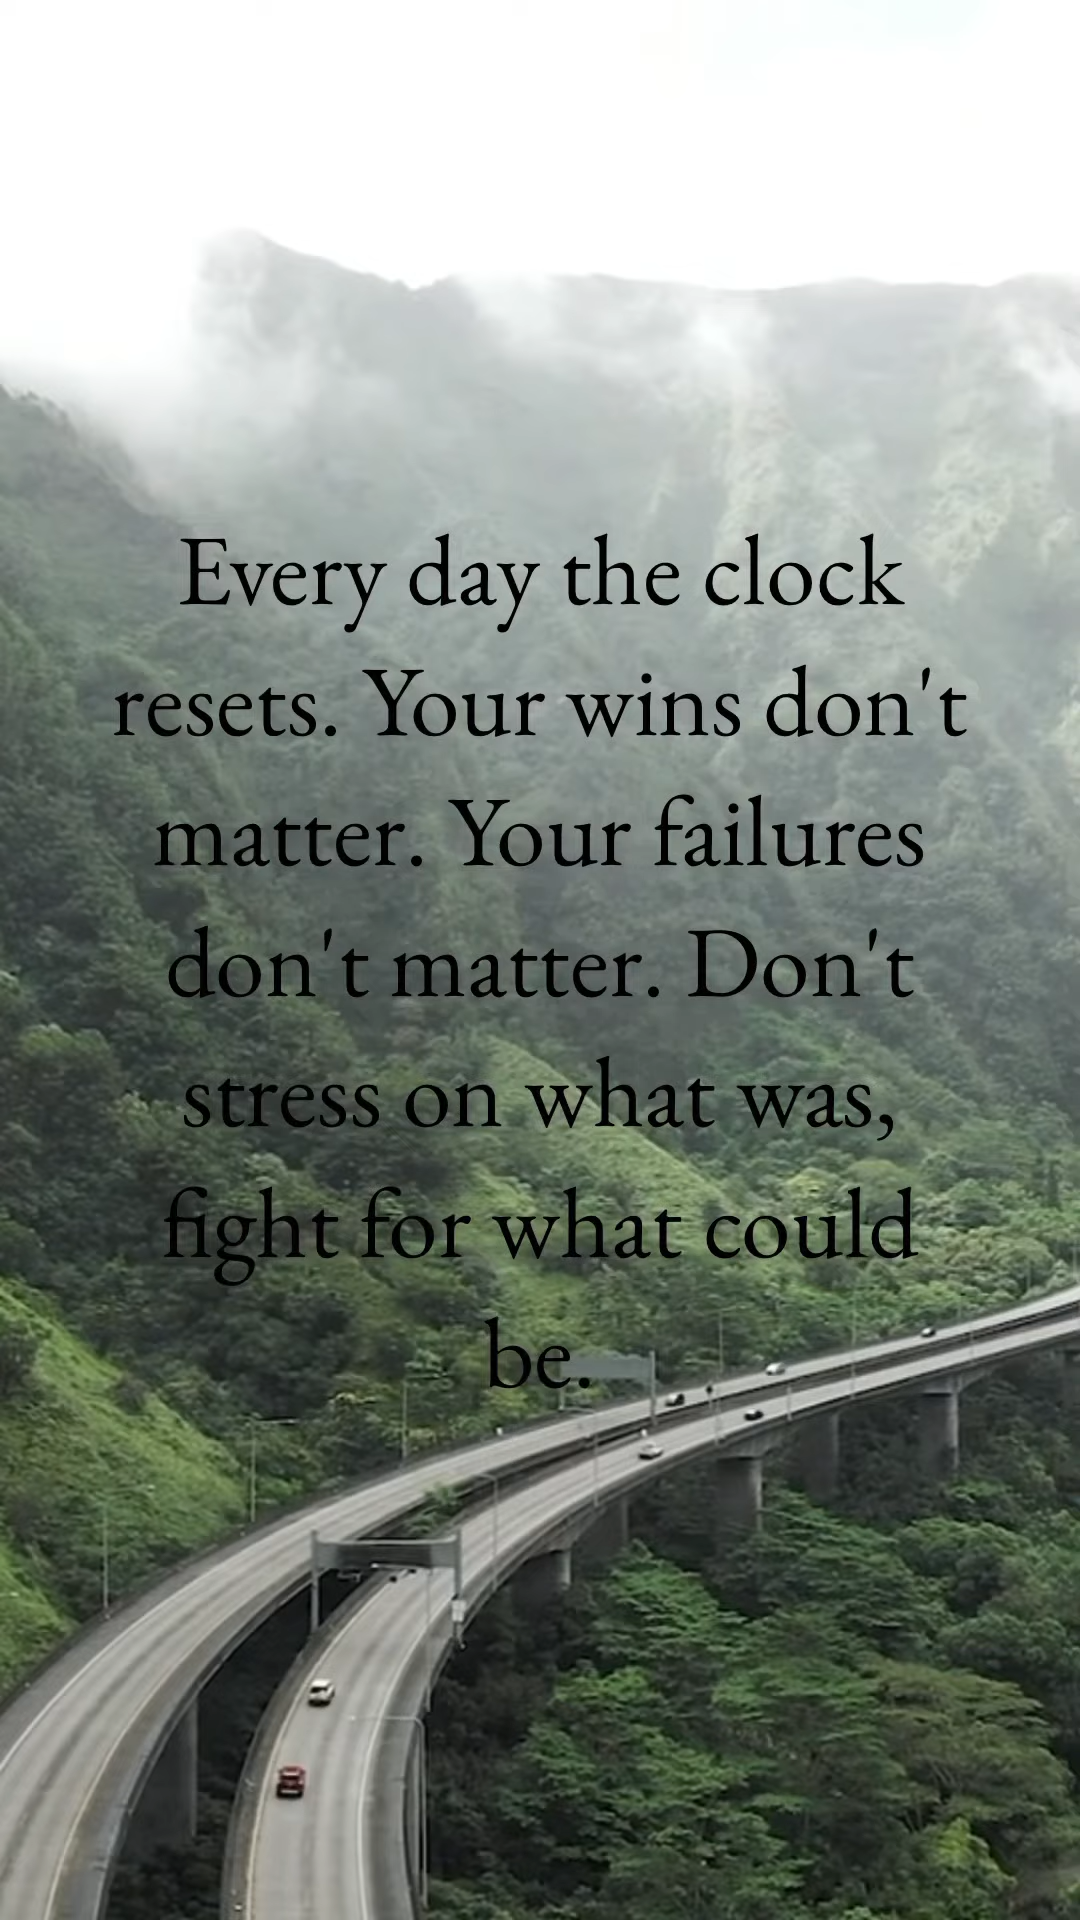 Every day the clock
resets. Your wins don't
matter. Your failures
don't matter. Don't
stress on what was,
fight for what could
be.